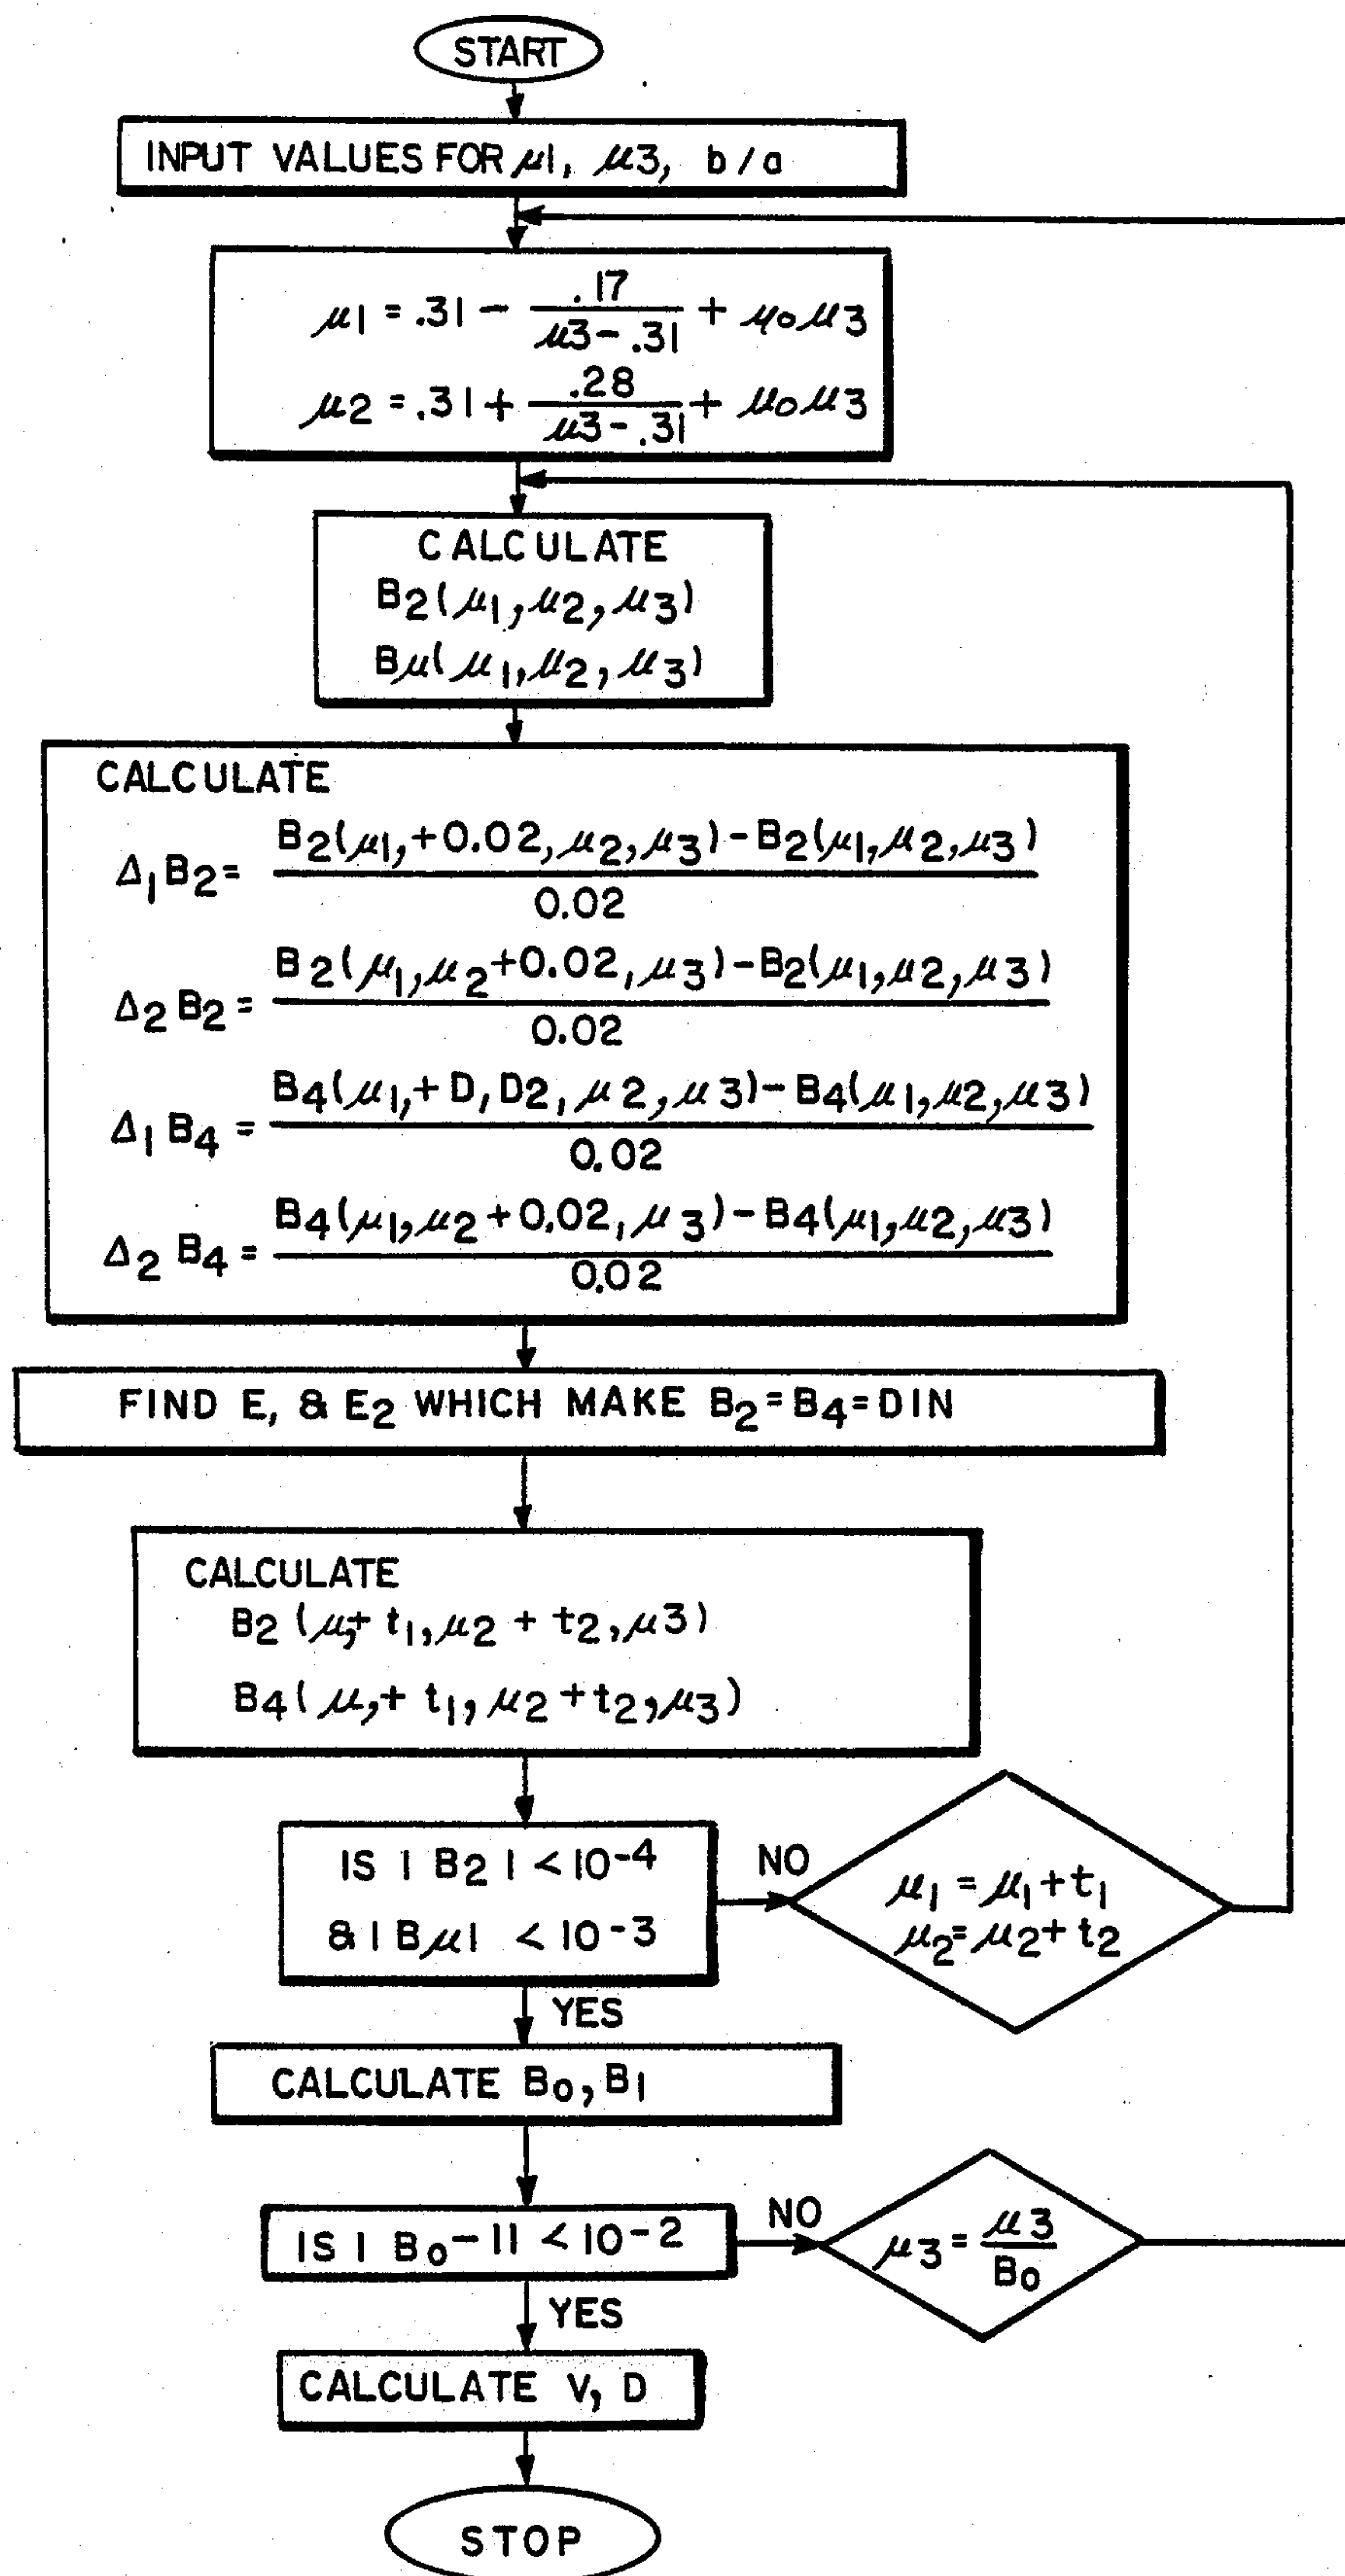 START
INPUT VALUES FOR μ1, μ3, b/a
μ1 = .31 - .17 / μ3-.31 + μ0μ3
μ2 = .31 + .28 / μ3-.31 + μ0μ3
CALCULATE
B2(μ1, μ2, μ3)
Bμ(μ1, μ2, μ3)
CALCULATE
Δ1B2 = B2(μ1,+0.02, μ2, μ3)-B2(μ1, μ2, μ3) / 0.02
Δ2B2 = B2(μ1, μ2+0.02, μ3)-B2(μ1, μ2, μ3) / 0.02
Δ1B4 = B4(μ1,+D, D2, μ2, μ3)-B4(μ1, μ2, μ3) / 0.02
Δ2B4 = B4(μ1, μ2+0.02, μ3)-B4(μ1, μ2, μ3) / 0.02
FIND E, & E2 WHICH MAKE B2=B4=DIN
CALCULATE
B2(μ,+ t1, μ2 + t2, μ3)
B4(μ,+ t1, μ2 + t2, μ3)
IS | B2 | < 10-4
& | Bμ| < 10-3
NO
μ1 = μ1 + t1
μ2 = μ2 + t2
YES
CALCULATE B0, B1
IS | B0-1| < 10-2
NO
μ3 = μ3 / B0
YES
CALCULATE V, D
STOP